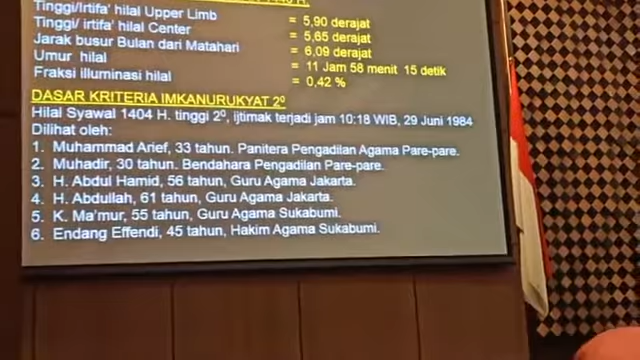 Tinggi/Irtifa' hilal Upper Limb = 5,90 derajat
Tinggi/ irtifa' hilal Center = 5,65 derajat
Jarak busur Bulan dari Matahari = 6,09 derajat
Umur hilal = 11 Jam 58 menit 15 detik
Fraksi illuminasi hilal = 0,42 %
DASAR KRITERIA IMKANURUKYAT 2⁰
Hilal Syawal 1404 H. tinggi 2⁰, ijtimak terjadi jam 10:18 WIB, 29 Juni 1984
Dilihat oleh:
1. Muhammad Arief, 33 tahun. Panitera Pengadilan Agama Pare-pare.
2. Muhadir, 30 tahun. Bendahara Pengadilan Pare-pare.
3. H. Abdul Hamid, 56 tahun, Guru Agama Jakarta.
4. H. Abdullah, 61 tahun, Guru Agama Jakarta.
5. K. Ma'mur, 55 tahun, Guru Agama Sukabumi.
6. Endang Effendi, 45 tahun, Hakim Agama Sukabumi.